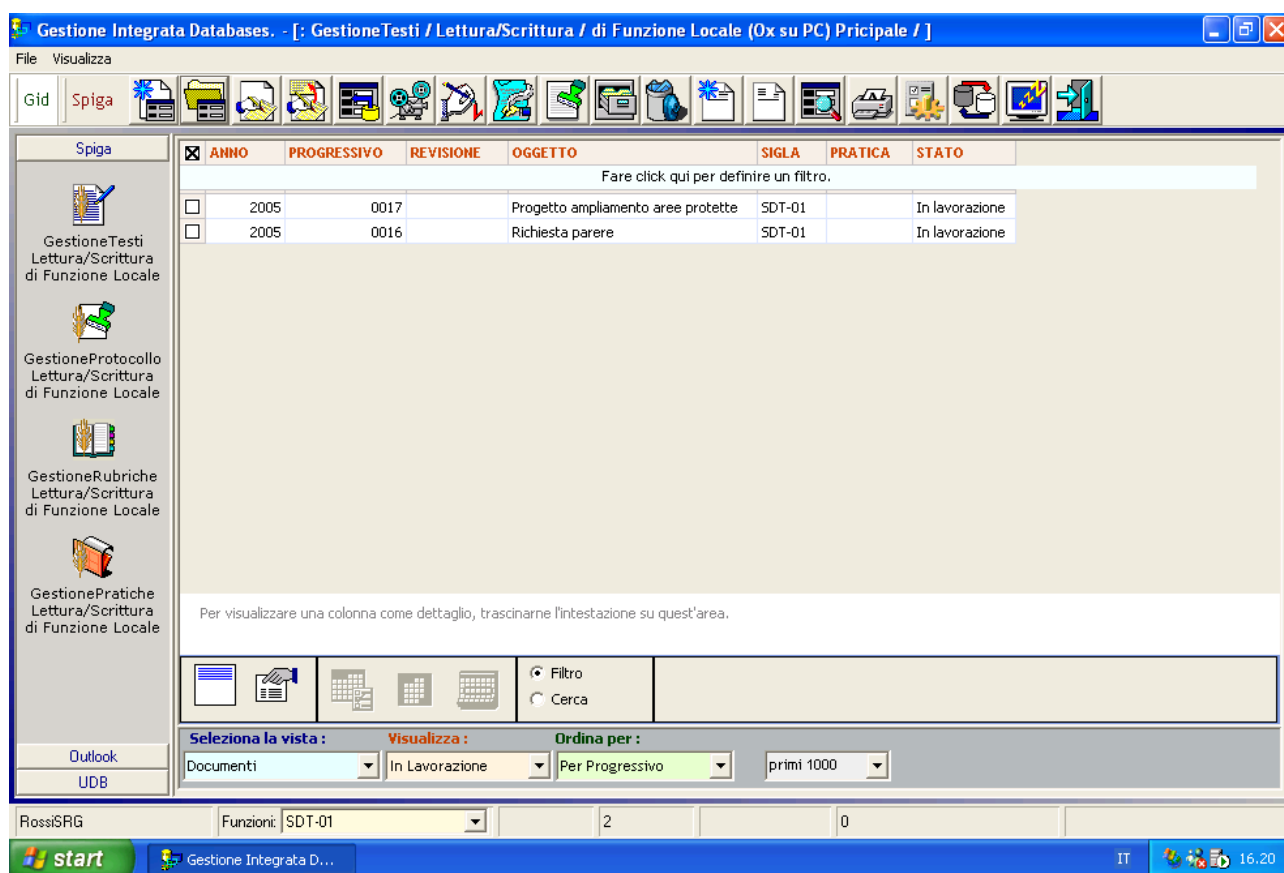 Gestione Integrata Databases. - [: GestioneTesti / Lettura/Scrittura / di Funzione Locale (Ox su PC) Pricipale / ]
File Visualizza
Gid Spiga
Spiga
GestioneTesti
Lettura/Scrittura
di Funzione Locale
GestioneProtocollo
Lettura/Scrittura
di Funzione Locale
GestioneRubriche
Lettura/Scrittura
di Funzione Locale
GestionePratiche
Lettura/Scrittura
di Funzione Locale
Outlook
UDB
ANNO PROGRESSIVO REVISIONE OGGETTO SIGLA PRATICA STATO
Fare click qui per definire un filtro.
2005 0017 Progetto ampliamento aree protette SDT-01 In lavorazione
2005 0016 Richiesta parere SDT-01 In lavorazione
Per visualizzare una colonna come dettaglio, trascinarne l'intestazione su quest'area.
Filtro
Cerca
Seleziona la vista : Visualizza : Ordina per :
Documenti In Lavorazione Per Progressivo primi 1000
RossiSRG Funzioni: SDT-01 2 0
start Gestione Integrata D... IT 16.20